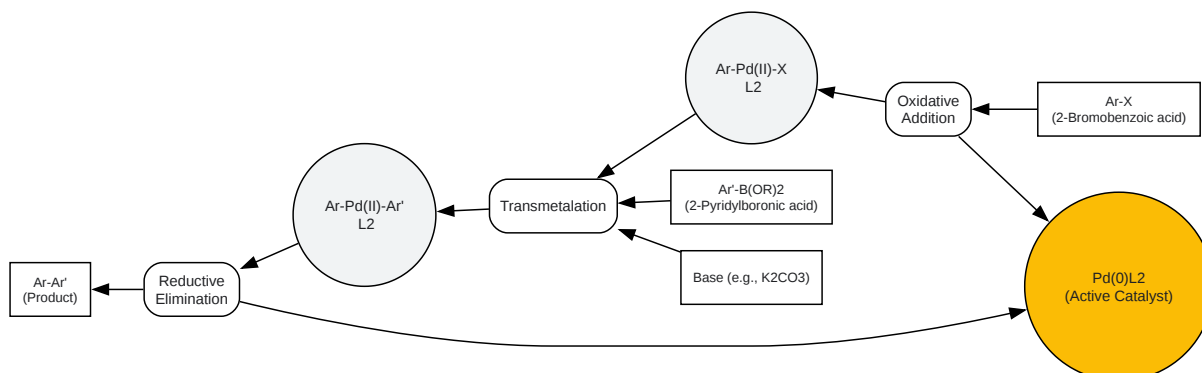 Ar-Pd(II)-X
L2
Oxidative
Addition
Ar-X
(2-Bromobenzoic acid)
Ar-Pd(II)-Ar'
L2
Transmetalation
Ar'-B(OR)2
(2-Pyridylboronic acid)
Base (e.g., K2CO3)
Ar-Ar'
(Product)
Reductive
Elimination
Pd(0)L2
(Active Catalyst)